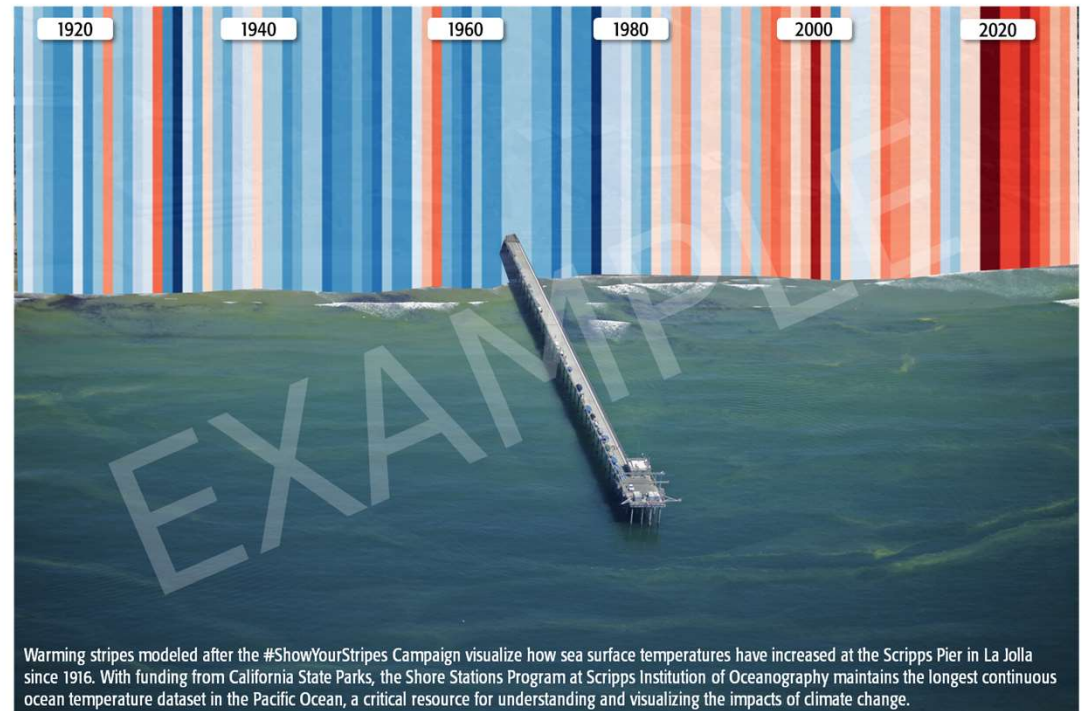 1920
1940
1960
1980
2000
2020
EXAMPLE
Warming stripes modeled after the #ShowYourStripes Campaign visualize how sea surface temperatures have increased at the Scripps Pier in La Jolla
since 1916. With funding from California State Parks, the Shore Stations Program at Scripps Institution of Oceanography maintains the longest continuous
ocean temperature dataset in the Pacific Ocean, a critical resource for understanding and visualizing the impacts of climate change.